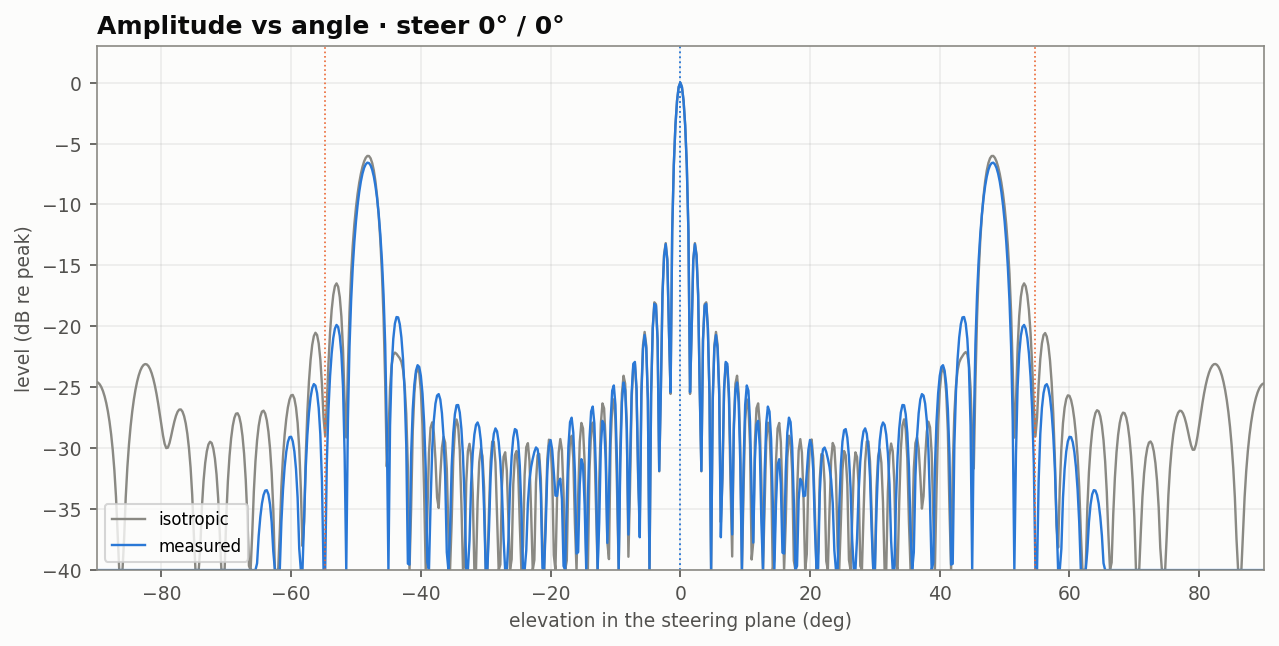 Amplitude vs angle · steer 0° / 0°
0
−5
−10
−15
−20
−25
−30
−35
−40
level (dB re peak)
isotropic
measured
−80 −60 −40 −20 0 20 40 60 80
elevation in the steering plane (deg)